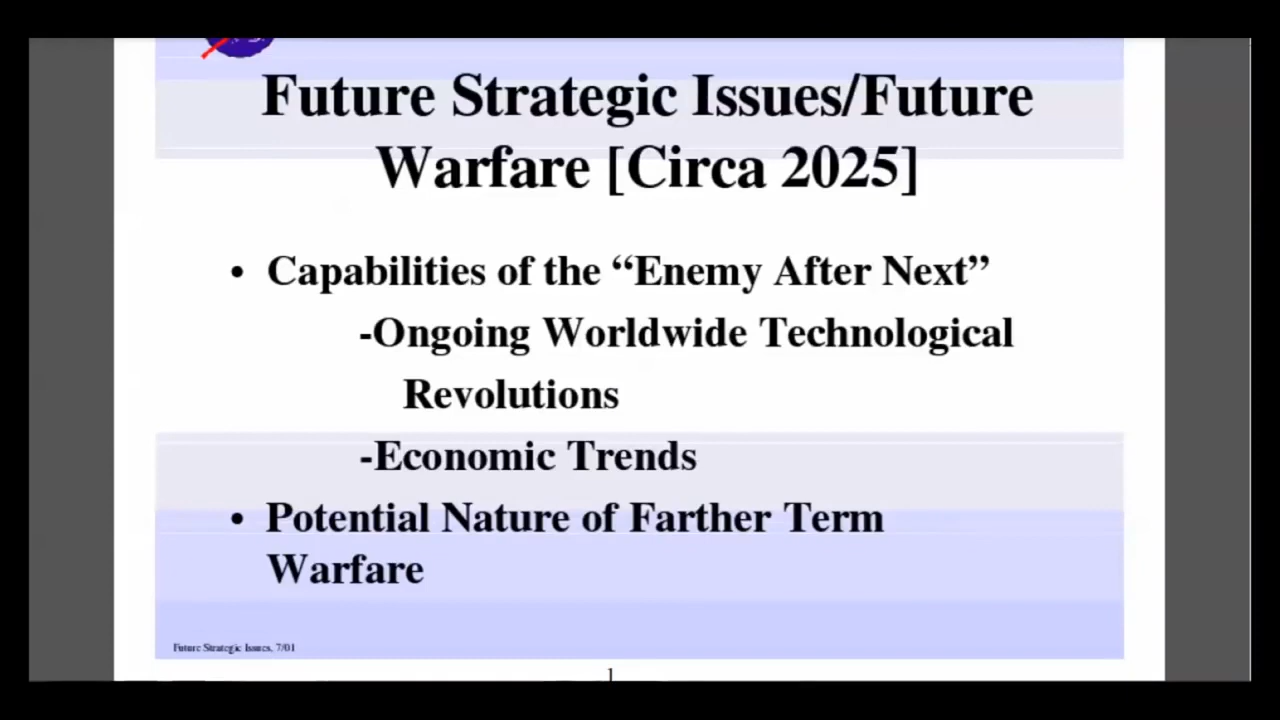 Future Strategic Issues/Future
Warfare [Circa 2025]
• Capabilities of the “Enemy After Next”
-Ongoing Worldwide Technological
Revolutions
-Economic Trends
• Potential Nature of Farther Term
Warfare
Future Strategic Issues, 7/01
1